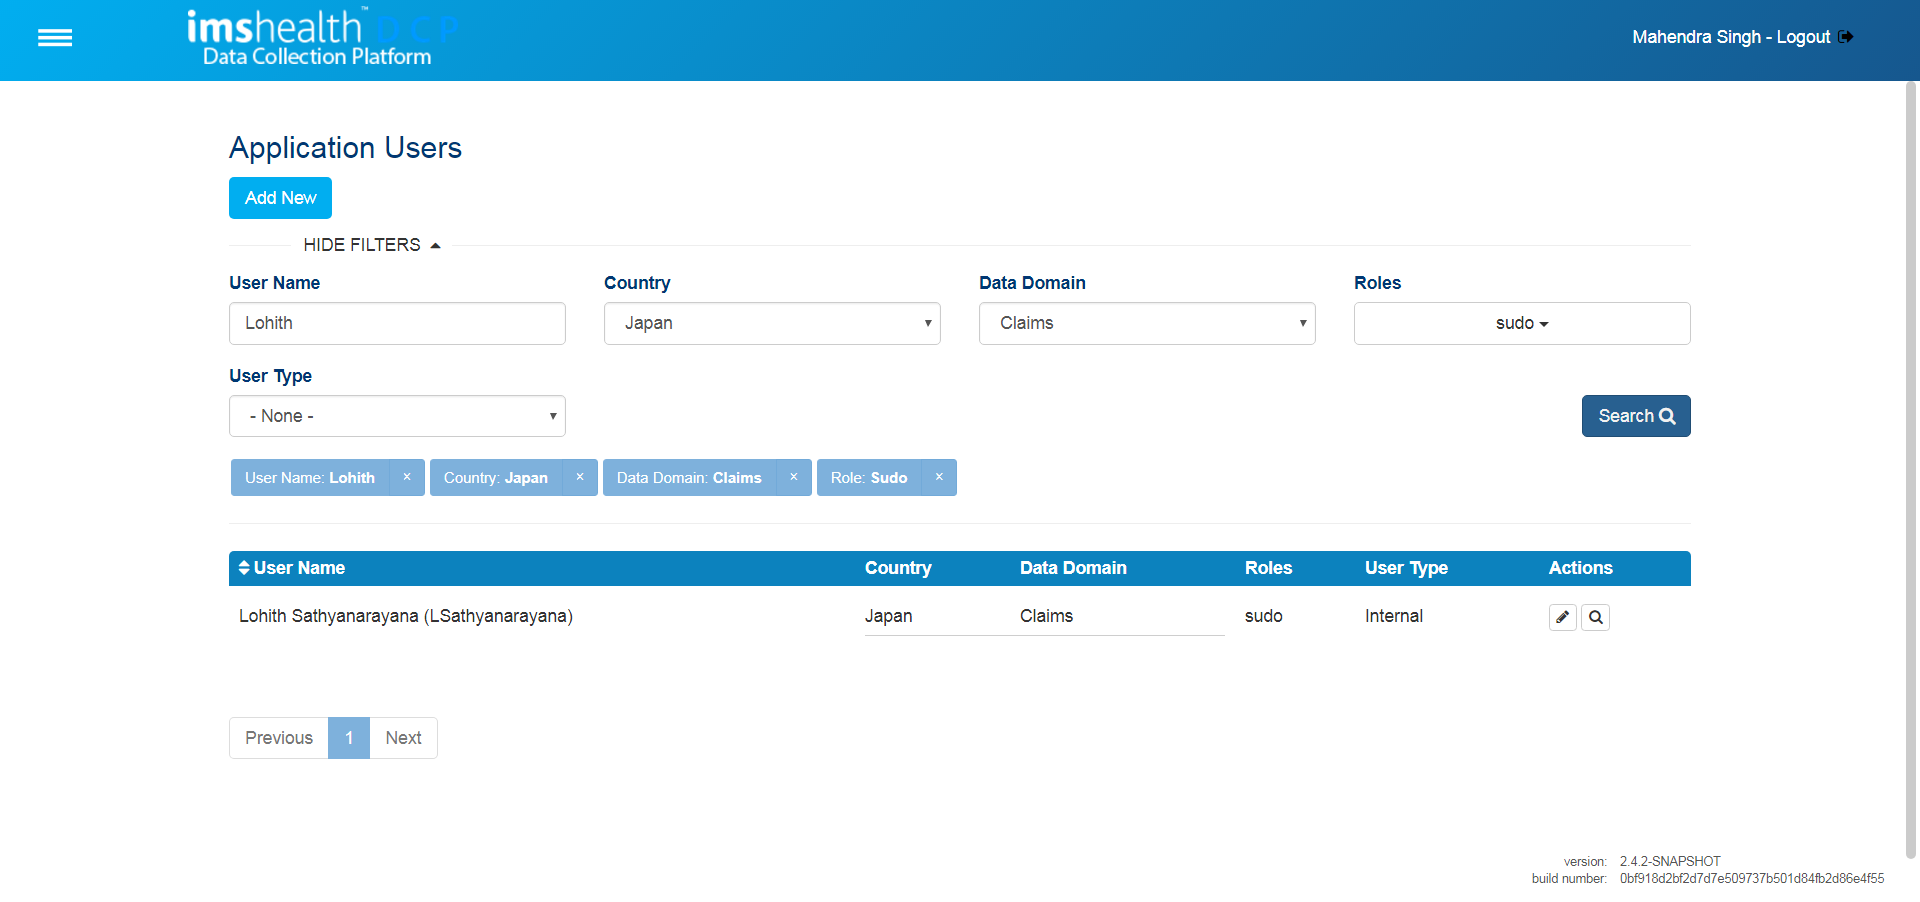 imshealth™ DCP
Data Collection Platform
Mahendra Singh - Logout
Application Users
Add New
HIDE FILTERS
User Name Country Data Domain Roles
Lohith Japan Claims sudo
User Type
- None -
Search
User Name: Lohith × Country: Japan × Data Domain: Claims × Role: Sudo ×
User Name Country Data Domain Roles User Type Actions
Lohith Sathyanarayana (LSathyanarayana) Japan Claims sudo Internal
Previous 1 Next
version: 2.4.2-SNAPSHOT
build number: 0bf918d2bf2d7d7e509737b501d84fb2d86e4f55